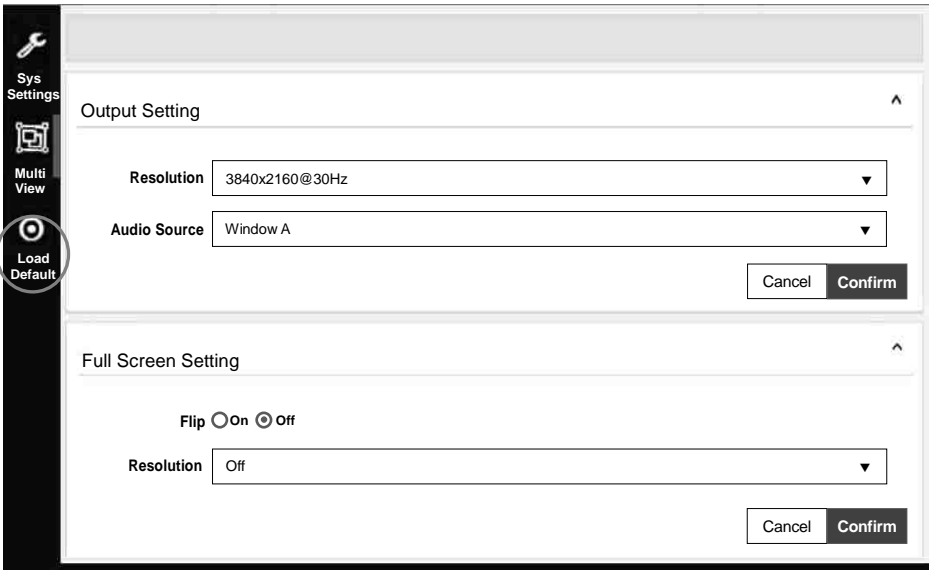 Sys
Settings
Multi
View
Load
Default
Output Setting
Resolution 3840x2160@30Hz
Audio Source Window A
Cancel Confirm
Full Screen Setting
Flip On Off
Resolution Off
Cancel Confirm